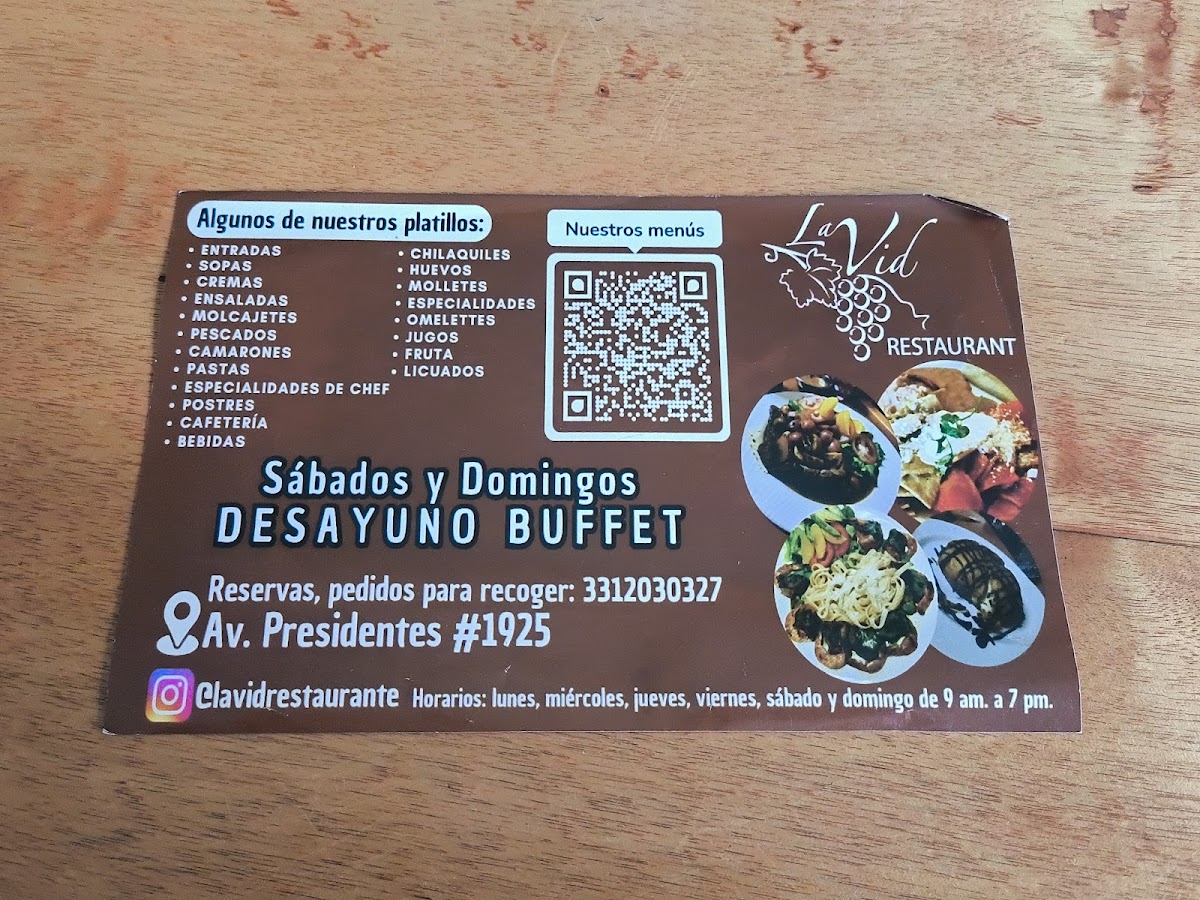 Algunos de nuestros platillos:
• ENTRADAS
• SOPAS
• CREMAS
• ENSALADAS
• MOLCAJETES
• PESCADOS
• CAMARONES
• PASTAS
• ESPECIALIDADES DE CHEF
• POSTRES
• CAFETERÍA
• BEBIDAS
• CHILAQUILES
• HUEVOS
• MOLLETES
• ESPECIALIDADES
• OMELETTES
• JUGOS
• FRUTA
• LICUADOS
Nuestros menús
La Vid
RESTAURANT
Sábados y Domingos
DESAYUNO BUFFET
Reservas, pedidos para recoger: 3312030327
Av. Presidentes #1925
@lavidrestaurante Horarios: lunes, miércoles, jueves, viernes, sábado y domingo de 9 am. a 7 pm.